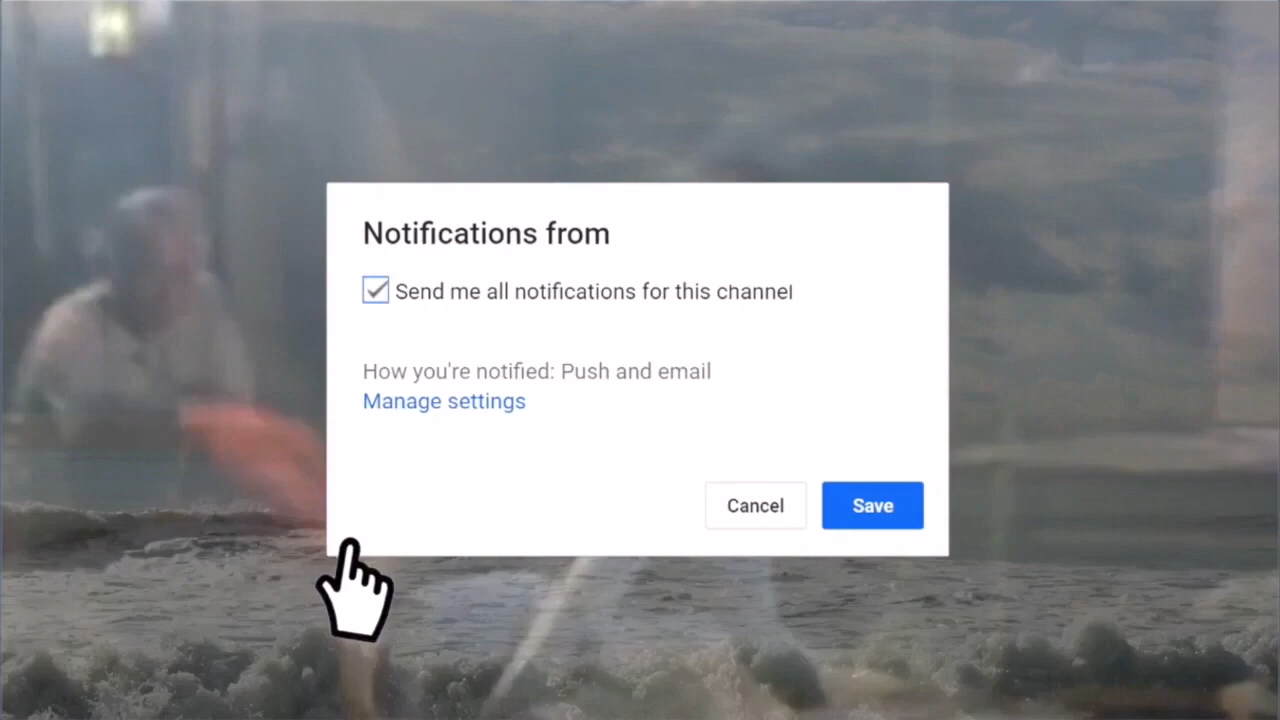 Notifications from
Send me all notifications for this channel
How you're notified: Push and email
Manage settings
Cancel
Save